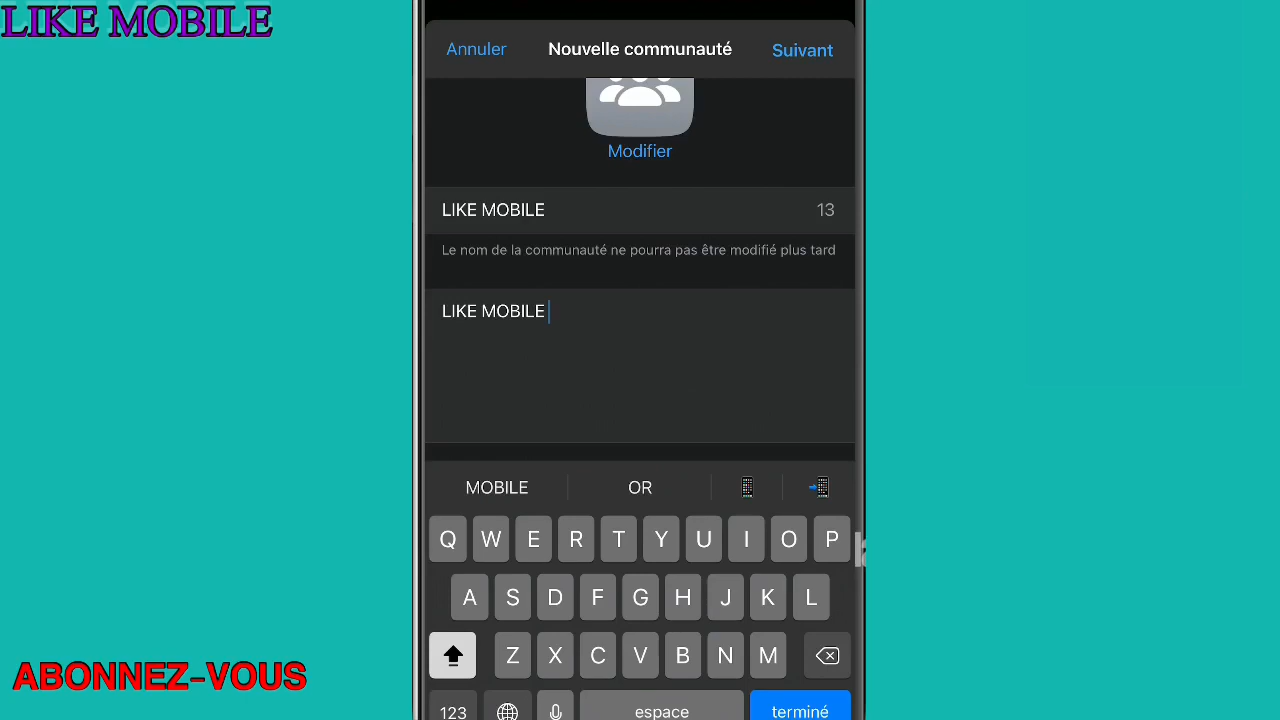 LIKE MOBILE
Annuler Nouvelle communauté Suivant
Modifier
LIKE MOBILE 13
Le nom de la communauté ne pourra pas être modifié plus tard
LIKE MOBILE
MOBILE OR
Q W E R T Y U I O P
A S D F G H J K L
Z X C V B N M
123 espace terminé
ABONNEZ-VOUS